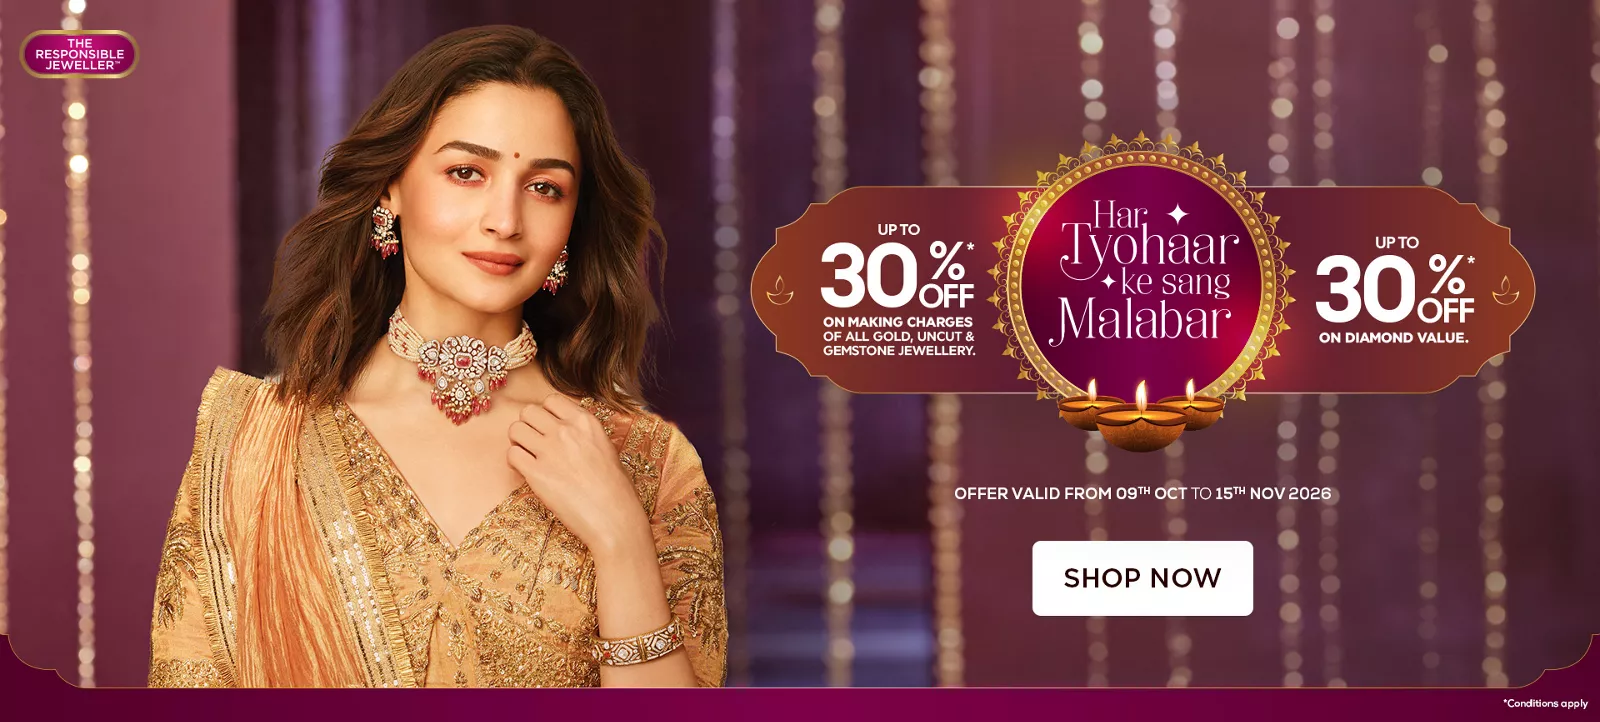 THE
RESPONSIBLE
JEWELLER™
UP TO
30%*
OFF
ON MAKING CHARGES
OF ALL GOLD, UNCUT &
GEMSTONE JEWELLERY.
Har
Tyohaar
ke sang
Malabar
UP TO
30%*
OFF
ON DIAMOND VALUE.
OFFER VALID FROM 09TH OCT TO 15TH NOV 2026
SHOP NOW
*Conditions apply